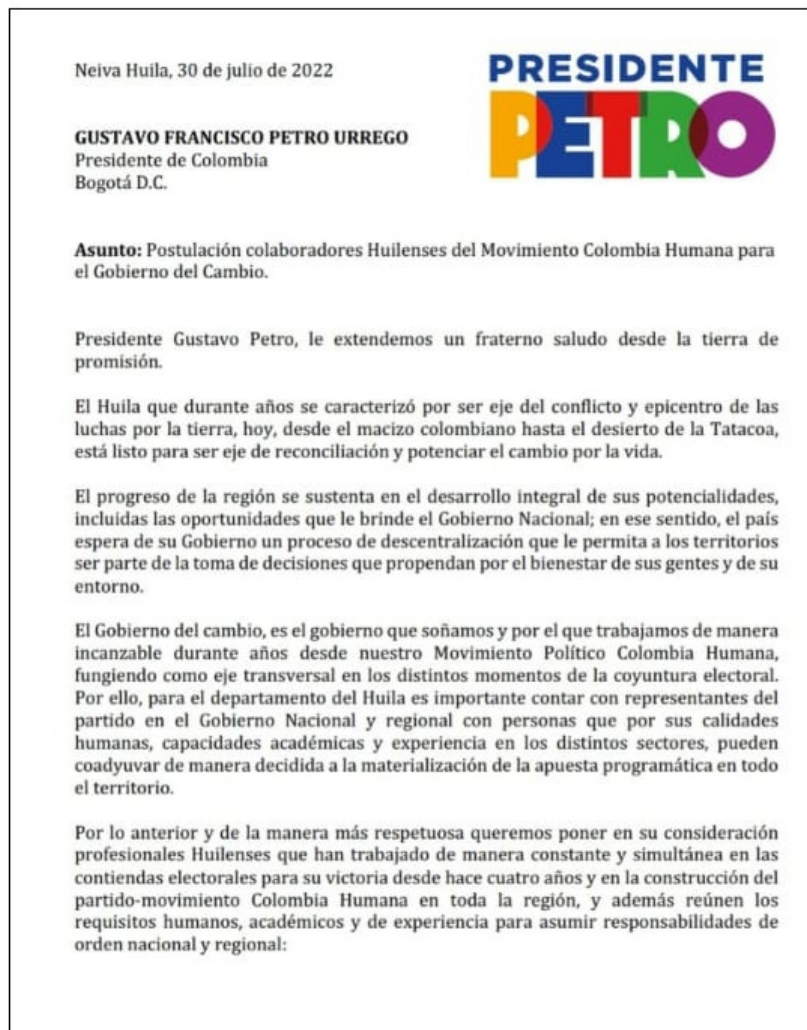 Neiva Huila, 30 de julio de 2022
PRESIDENTE
PETRO
GUSTAVO FRANCISCO PETRO URREGO
Presidente de Colombia
Bogotá D.C.
Asunto: Postulación colaboradores Huilenses del Movimiento Colombia Humana para
el Gobierno del Cambio.
Presidente Gustavo Petro, le extendemos un fraterno saludo desde la tierra de
promisión.
El Huila que durante años se caracterizó por ser eje del conflicto y epicentro de las
luchas por la tierra, hoy, desde el macizo colombiano hasta el desierto de la Tatacoa,
está listo para ser eje de reconciliación y potenciar el cambio por la vida.
El progreso de la región se sustenta en el desarrollo integral de sus potencialidades,
incluidas las oportunidades que le brinde el Gobierno Nacional; en ese sentido, el país
espera de su Gobierno un proceso de descentralización que le permita a los territorios
ser parte de la toma de decisiones que propendan por el bienestar de sus gentes y de su
entorno.
El Gobierno del cambio, es el gobierno que soñamos y por el que trabajamos de manera
incanzable durante años desde nuestro Movimiento Político Colombia Humana,
fungiendo como eje transversal en los distintos momentos de la coyuntura electoral.
Por ello, para el departamento del Huila es importante contar con representantes del
partido en el Gobierno Nacional y regional con personas que por sus calidades
humanas, capacidades académicas y experiencia en los distintos sectores, pueden
coadyuvar de manera decidida a la materialización de la apuesta programática en todo
el territorio.
Por lo anterior y de la manera más respetuosa queremos poner en su consideración
profesionales Huilenses que han trabajado de manera constante y simultánea en las
contiendas electorales para su victoria desde hace cuatro años y en la construcción del
partido-movimiento Colombia Humana en toda la región, y además reúnen los
requisitos humanos, académicos y de experiencia para asumir responsabilidades de
orden nacional y regional: